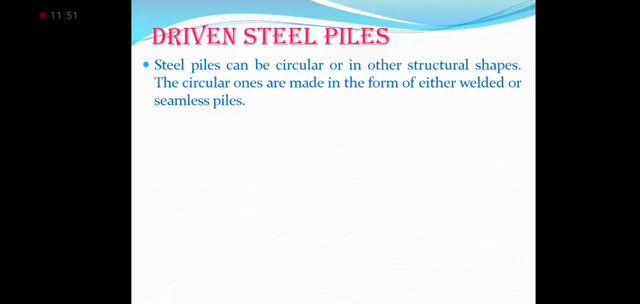 11:51
DRIVEN STEEL PILES
• Steel piles can be circular or in other structural shapes.
The circular ones are made in the form of either welded or
seamless piles.